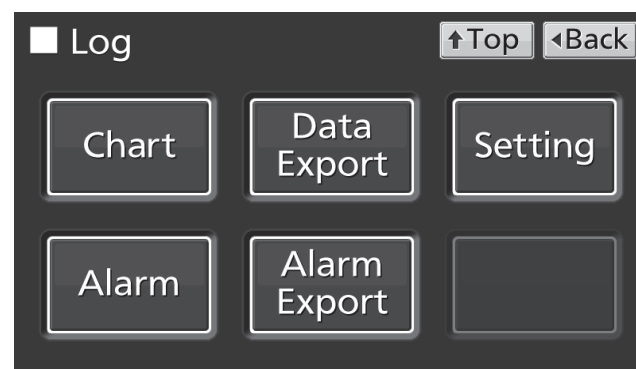 Log
Top
Back
Chart
Data
Export
Setting
Alarm
Alarm
Export